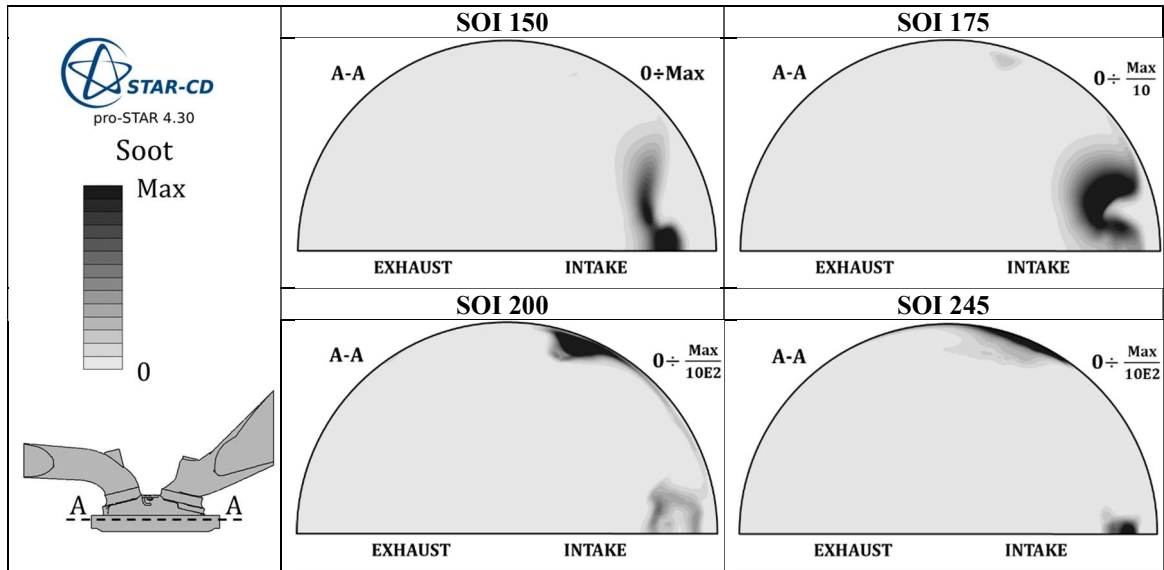 STAR-CD
pro-STAR 4.30
Soot
Max
0
A A
SOI 150
A-A
0÷Max
EXHAUST INTAKE
SOI 175
A-A
0÷ Max
10
EXHAUST INTAKE
SOI 200
A-A
0÷ Max
10E2
EXHAUST INTAKE
SOI 245
A-A
0÷ Max
10E2
EXHAUST INTAKE